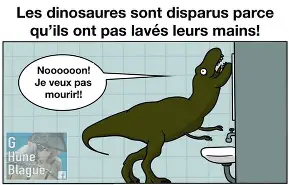 Les dinosaures sont disparus parce
qu'ils ont pas lavés leurs mains!
Noooooon!
Je veux pas
mourir!!
G
Hune
Blague
f